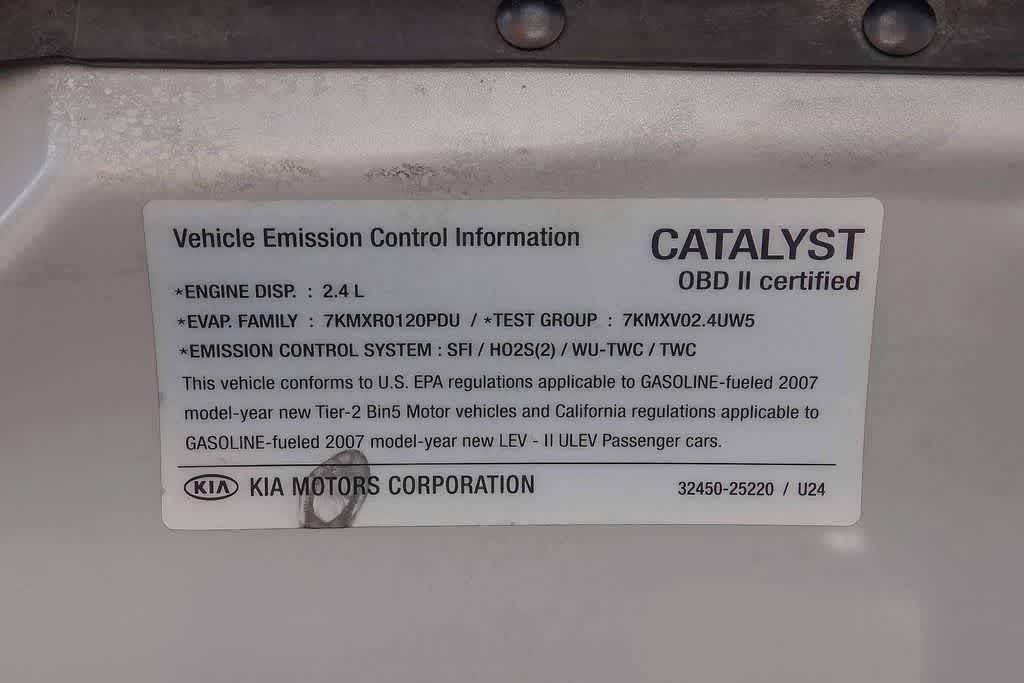 Vehicle Emission Control Information
CATALYST
OBD II certified
*ENGINE DISP. : 2.4 L
*EVAP. FAMILY : 7KMXR0120PDU / *TEST GROUP : 7KMXV02.4UW5
*EMISSION CONTROL SYSTEM : SFI / HO2S(2) / WU-TWC / TWC
This vehicle conforms to U.S. EPA regulations applicable to GASOLINE-fueled 2007
model-year new Tier-2 Bin5 Motor vehicles and California regulations applicable to
GASOLINE-fueled 2007 model-year new LEV - II ULEV Passenger cars.
KIA KIA MOTORS CORPORATION
32450-25220 / U24